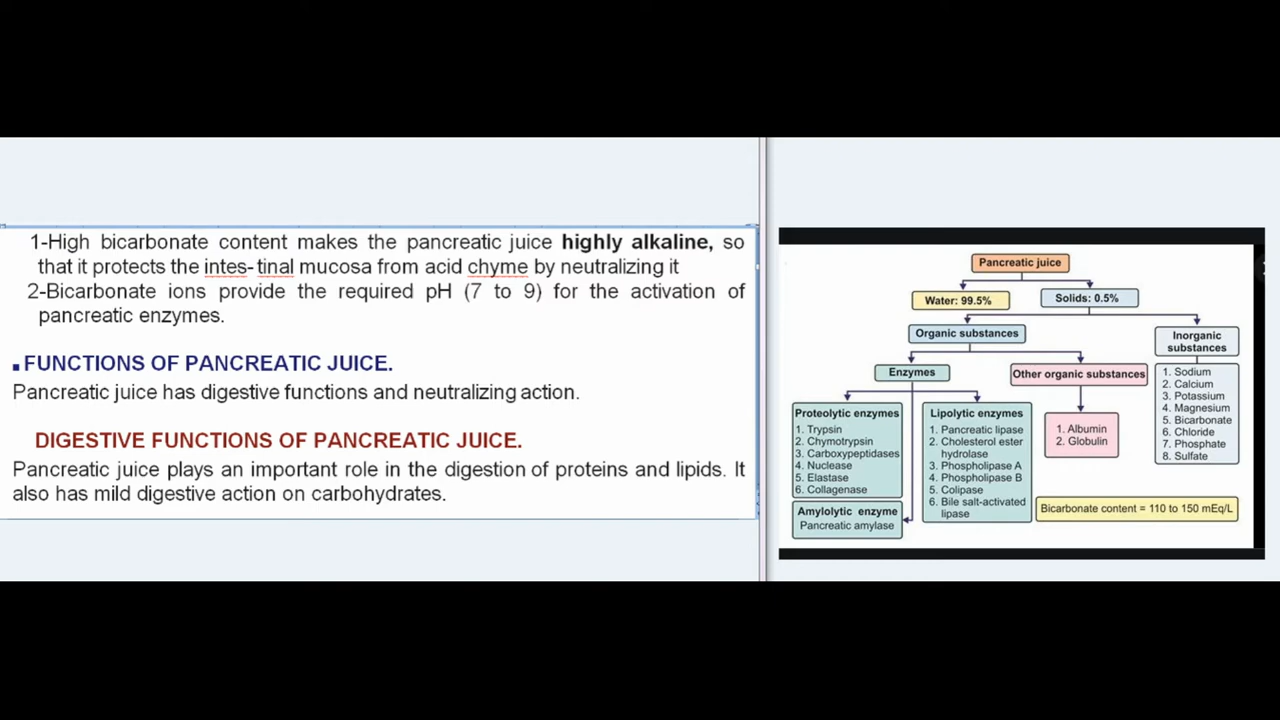 1-High bicarbonate content makes the pancreatic juice highly alkaline, so
that it protects the intes- tinal mucosa from acid chyme by neutralizing it
2-Bicarbonate ions provide the required pH (7 to 9) for the activation of
pancreatic enzymes.
▪FUNCTIONS OF PANCREATIC JUICE.
Pancreatic juice has digestive functions and neutralizing action.
DIGESTIVE FUNCTIONS OF PANCREATIC JUICE.
Pancreatic juice plays an important role in the digestion of proteins and lipids. It
also has mild digestive action on carbohydrates.
Pancreatic juice
Water: 99.5%
Solids: 0.5%
Organic substances
Inorganic
substances
Enzymes
Other organic substances
1. Sodium
2. Calcium
3. Potassium
4. Magnesium
5. Bicarbonate
6. Chloride
7. Phosphate
8. Sulfate
Proteolytic enzymes
1. Trypsin
2. Chymotrypsin
3. Carboxypeptidases
4. Nuclease
5. Elastase
6. Collagenase
Lipolytic enzymes
1. Pancreatic lipase
2. Cholesterol ester
hydrolase
3. Phospholipase A
4. Phospholipase B
5. Colipase
6. Bile salt-activated
lipase
1. Albumin
2. Globulin
Amylolytic enzyme
Pancreatic amylase
Bicarbonate content = 110 to 150 mEq/L